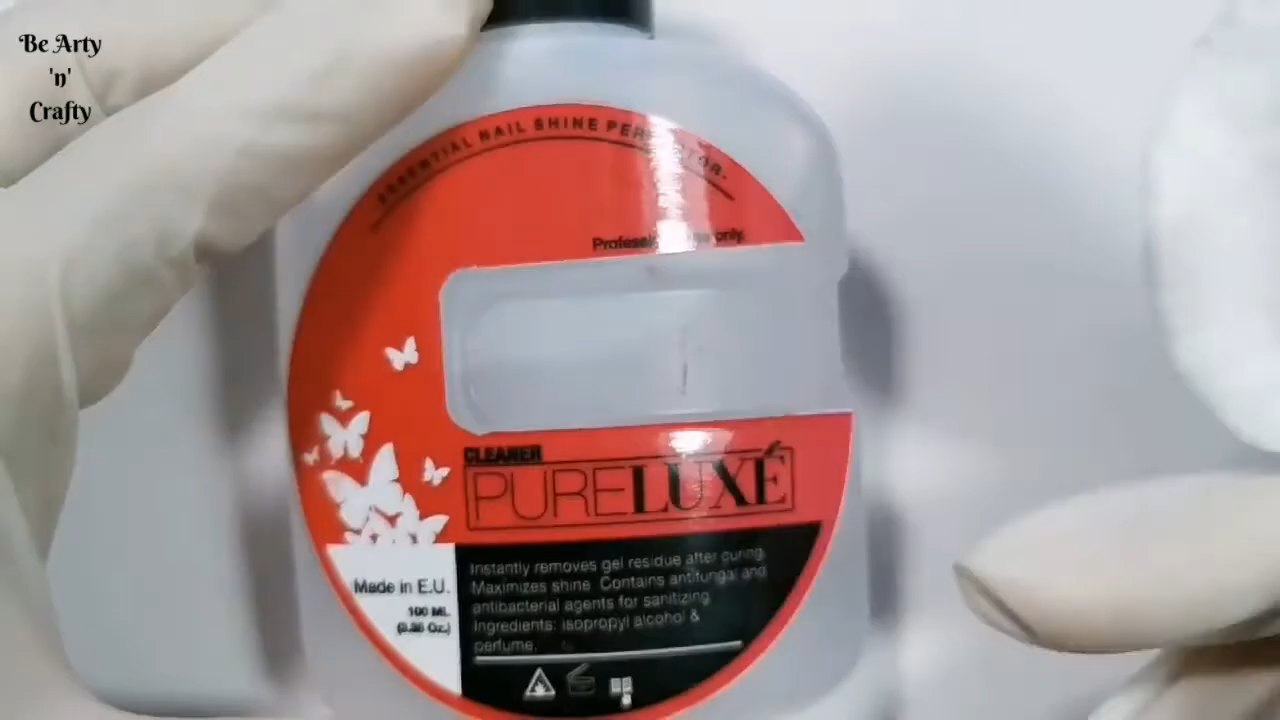 Be Arty
'n'
Crafty
ESSENTIAL NAIL SHINE
only.
CLEANER
PURELUXÉ
Instantly removes gel residue after curing.
Maximizes shine. Contains antifungal and
antibacterial agents for sanitizing.
Ingredients: isopropyl alcohol &
perfume.
Made in E.U.
100 ML
Oz.)